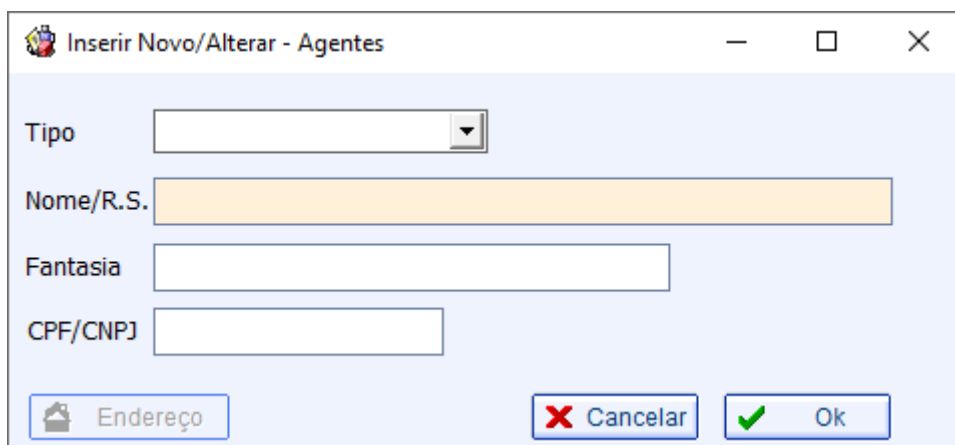 Inserir Novo/Alterar - Agentes
Tipo
Nome/R.S.
Fantasia
CPF/CNPJ
Endereço Cancelar Ok